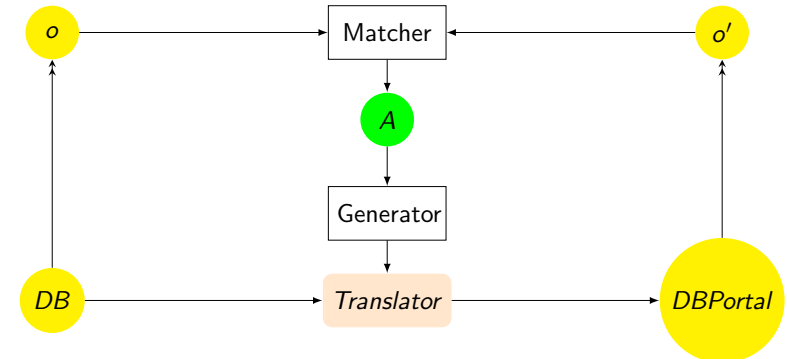 o
Matcher
o′
A
Generator
DB
Translator
DBPortal